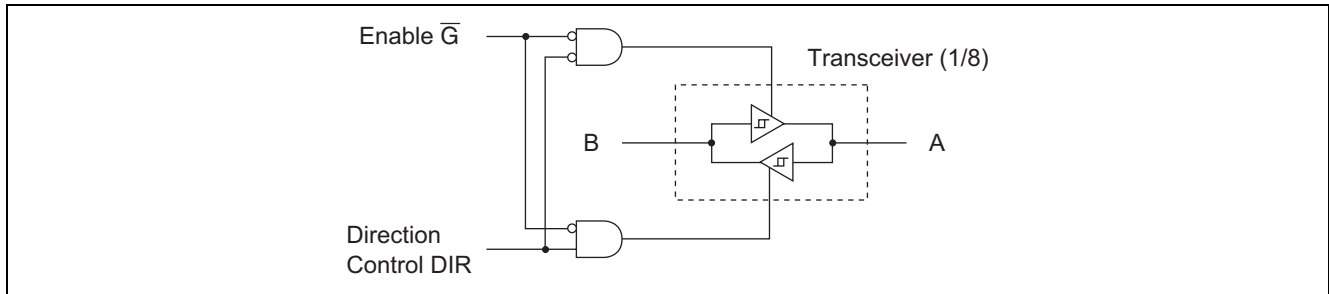 Enable G̅
Transceiver (1/8)
B
A
Direction
Control DIR